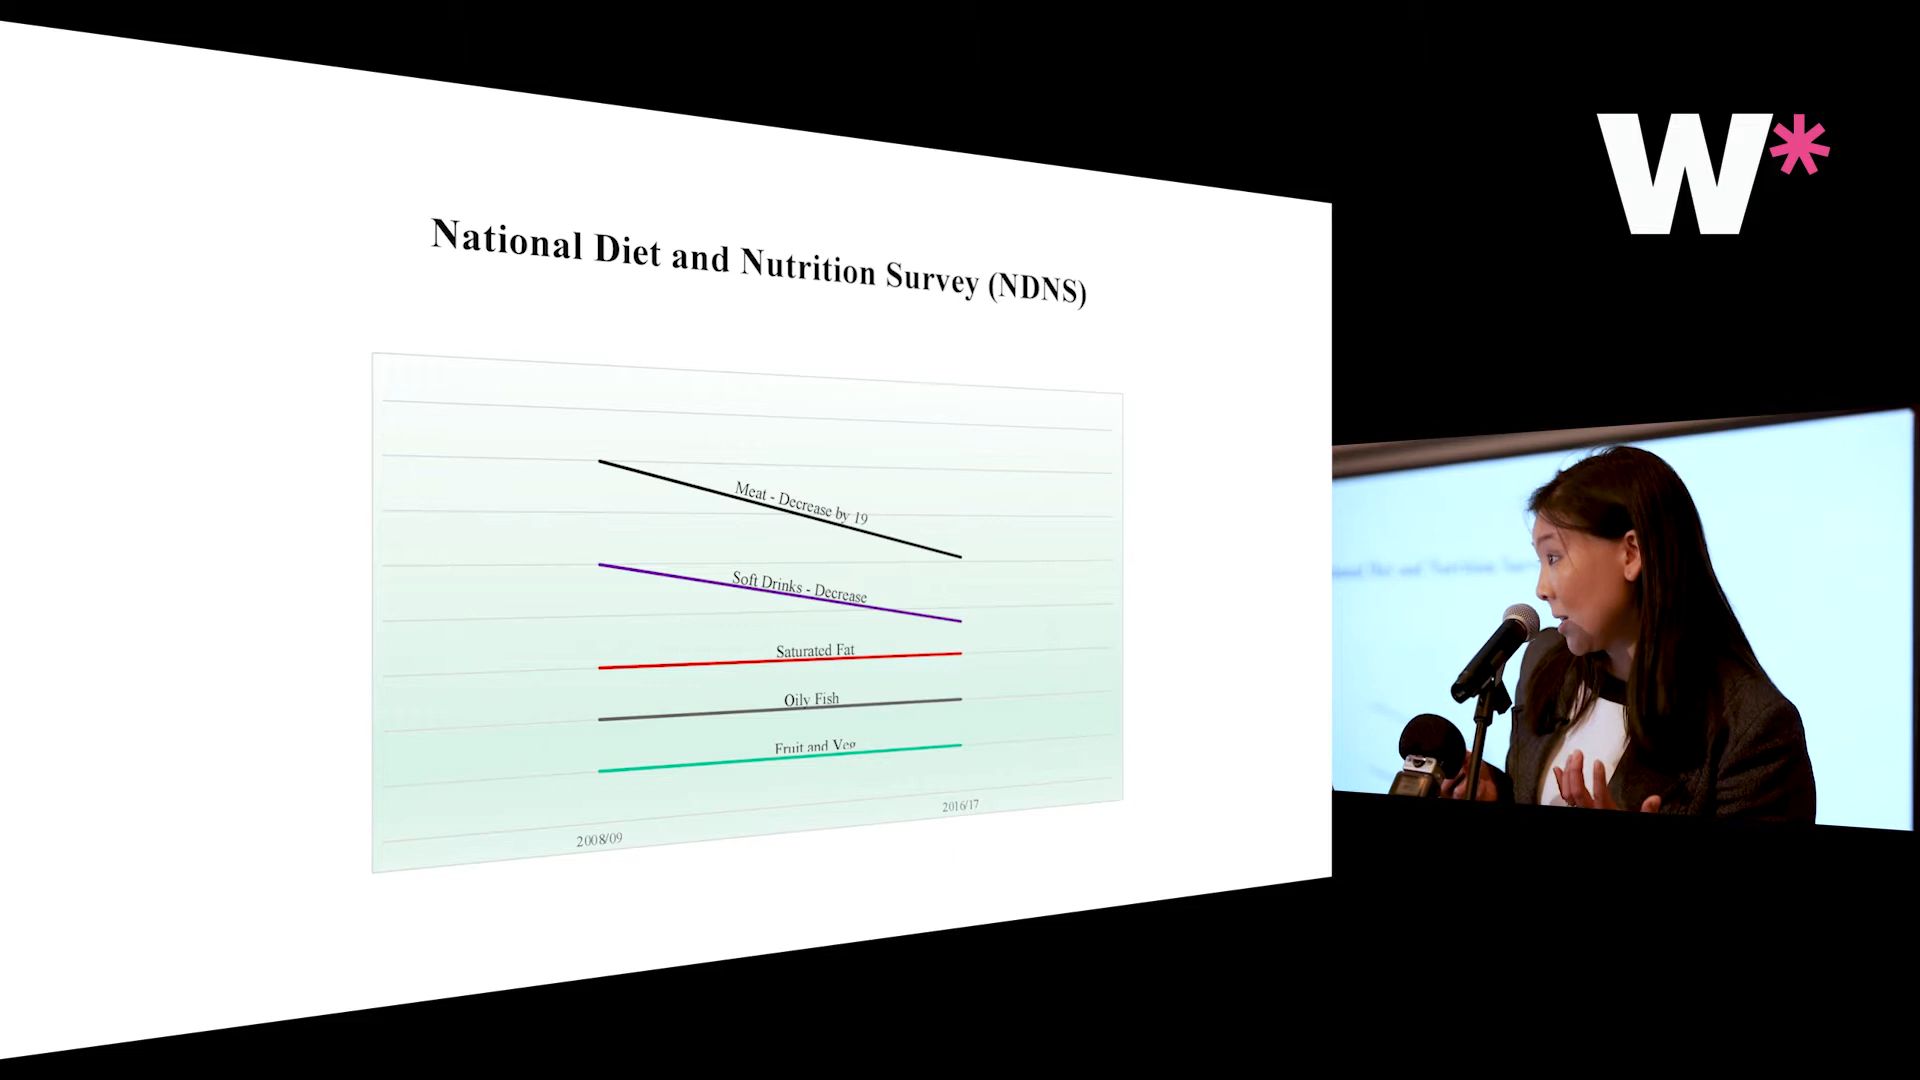 National Diet and Nutrition Survey (NDNS)
Meat - Decrease by 19
Soft Drinks - Decrease
Saturated Fat
Oily Fish
Fruit and Veg
2008/09
2016/17
W*